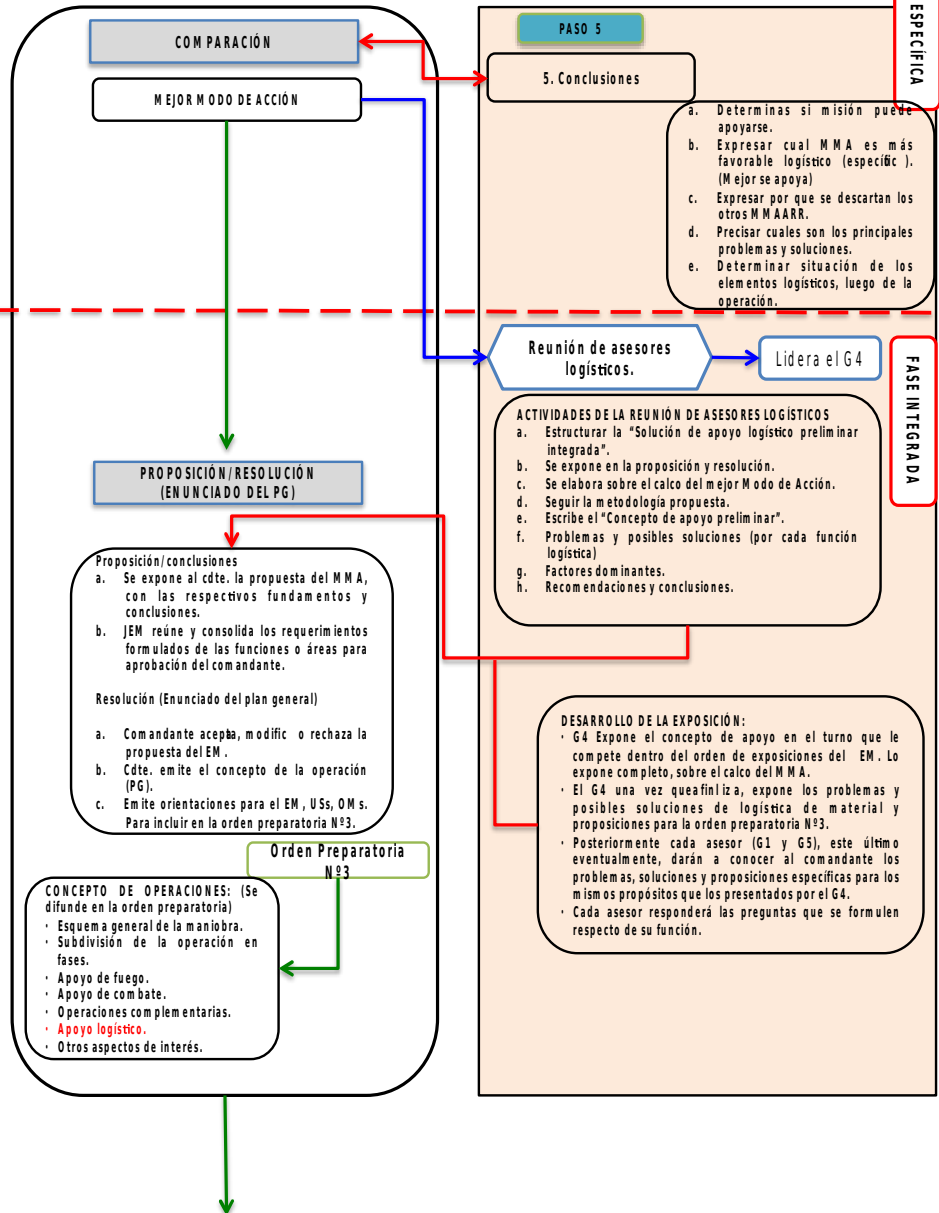 COMPARACIÓN
MEJOR MODO DE ACCIÓN
PASO 5
5. Conclusiones
ESPECÍFICA
a. Determinas si misión puede
apoyarse.
b. Expresar cual MMA es más
favorable logístico (específic ).
(Mejor se apoya)
c. Expresar por que se descartan los
otros MMAARR.
d. Precisar cuales son los principales
problemas y soluciones.
e. Determinar situación de los
elementos logísticos, luego de la
operación.
Reunión de asesores
logísticos.
Lidera el G4
FASE INTEGRADA
ACTIVIDADES DE LA REUNIÓN DE ASESORES LOGÍSTICOS
a. Estructurar la “Solución de apoyo logístico preliminar
integrada”.
b. Se expone en la proposición y resolución.
c. Se elabora sobre el calco del mejor Modo de Acción.
d. Seguir la metodología propuesta.
e. Escribe el “Concepto de apoyo preliminar”.
f. Problemas y posibles soluciones (por cada función
logística)
g. Factores dominantes.
h. Recomendaciones y conclusiones.
PROPOSICIÓN/RESOLUCIÓN
(ENUNCIADO DEL PG)
Proposición/conclusiones
a. Se expone al cdte. la propuesta del MMA,
con las respectivos fundamentos y
conclusiones.
b. JEM reúne y consolida los requerimientos
formulados de las funciones o áreas para
aprobación del comandante.
Resolución (Enunciado del plan general)
a. Comandante acepta, modific o rechaza la
propuesta del EM.
b. Cdte. emite el concepto de la operación
(PG).
c. Emite orientaciones para el EM, USs, OMs.
Para incluir en la orden preparatoria Nº3.
Orden Preparatoria
Nº3
CONCEPTO DE OPERACIONES: (Se
difunde en la orden preparatoria)
· Esquema general de la maniobra.
· Subdivisión de la operación en
fases.
· Apoyo de fuego.
· Apoyo de combate.
· Operaciones complementarias.
· Apoyo logístico.
· Otros aspectos de interés.
DESARROLLO DE LA EXPOSICIÓN:
· G4 Expone el concepto de apoyo en el turno que le
compete dentro del orden de exposiciones del EM. Lo
expone completo, sobre el calco del MMA.
· El G4 una vez que afinliza, expone los problemas y
posibles soluciones de logística de material y
proposiciones para la orden preparatoria Nº3.
· Posteriormente cada asesor (G1 y G5), este último
eventualmente, darán a conocer al comandante los
problemas, soluciones y proposiciones específicas para los
mismos propósitos que los presentados por el G4.
· Cada asesor responderá las preguntas que se formulen
respecto de su función.